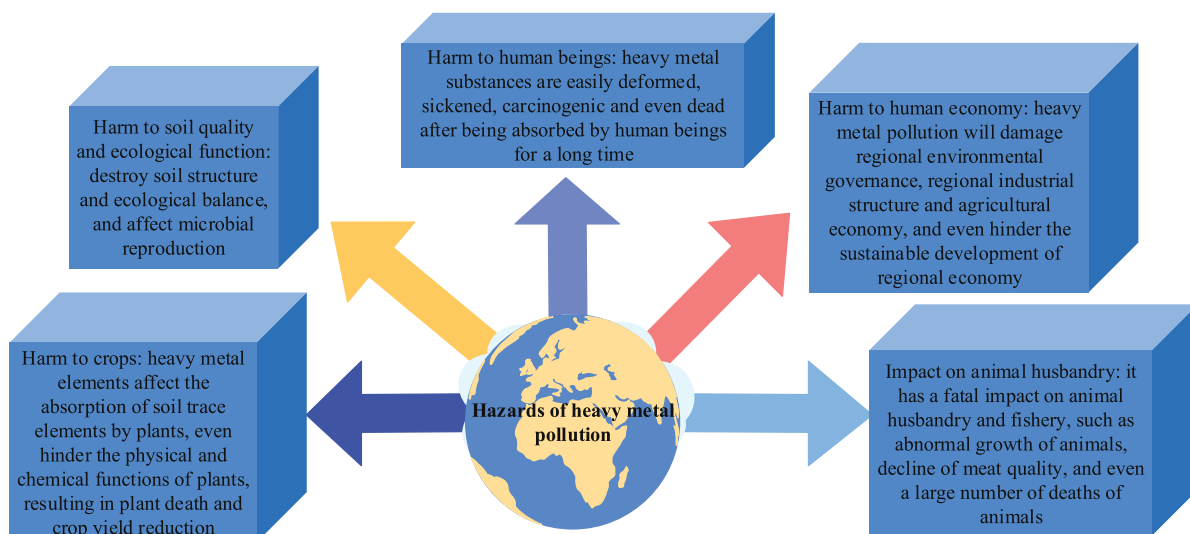 Harm to human beings: heavy metal
substances are easily deformed,
sickened, carcinogenic and even dead
after being absorbed by human beings
for a long time
Harm to soil quality
and ecological function:
destroy soil structure
and ecological balance,
and affect microbial
reproduction
Harm to human economy: heavy
metal pollution will damage
regional environmental
governance, regional industrial
structure and agricultural
economy, and even hinder the
sustainable development of
regional economy
Harm to crops: heavy metal
elements affect the
absorption of soil trace
elements by plants, even
hinder the physical and
chemical functions of plants,
resulting in plant death and
crop yield reduction
Hazards of heavy metal
pollution
Impact on animal husbandry: it
has a fatal impact on animal
husbandry and fishery, such as
abnormal growth of animals,
decline of meat quality, and even
a large number of deaths of
animals